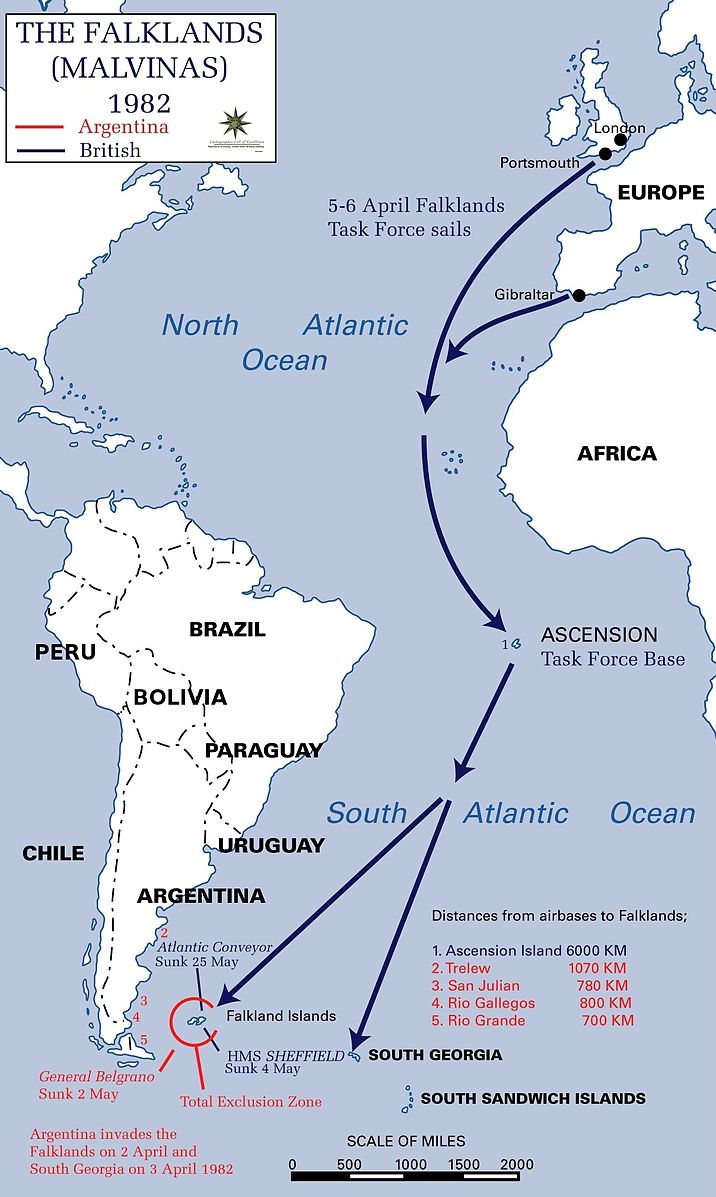 THE FALKLANDS
(MALVINAS)
1982
Argentina
British
London
Portsmouth
EUROPE
5-6 April Falklands
Task Force sails
Gibraltar
North Atlantic
Ocean
AFRICA
BRAZIL
PERU
1 ASCENSION
Task Force Base
BOLIVIA
PARAGUAY
South Atlantic Ocean
CHILE
URUGUAY
ARGENTINA
Distances from airbases to Falklands;
1. Ascension Island 6000 KM
2. Trelew 1070 KM
3. San Julian 780 KM
4. Rio Gallegos 800 KM
5. Rio Grande 700 KM
2
Atlantic Conveyor
Sunk 25 May
3
4
5
Falkland Islands
HMS SHEFFIELD
Sunk 4 May
SOUTH GEORGIA
General Belgrano
Sunk 2 May
Total Exclusion Zone
SOUTH SANDWICH ISLANDS
Argentina invades the
Falklands on 2 April and
South Georgia on 3 April 1982
SCALE OF MILES
0 500 1000 1500 2000